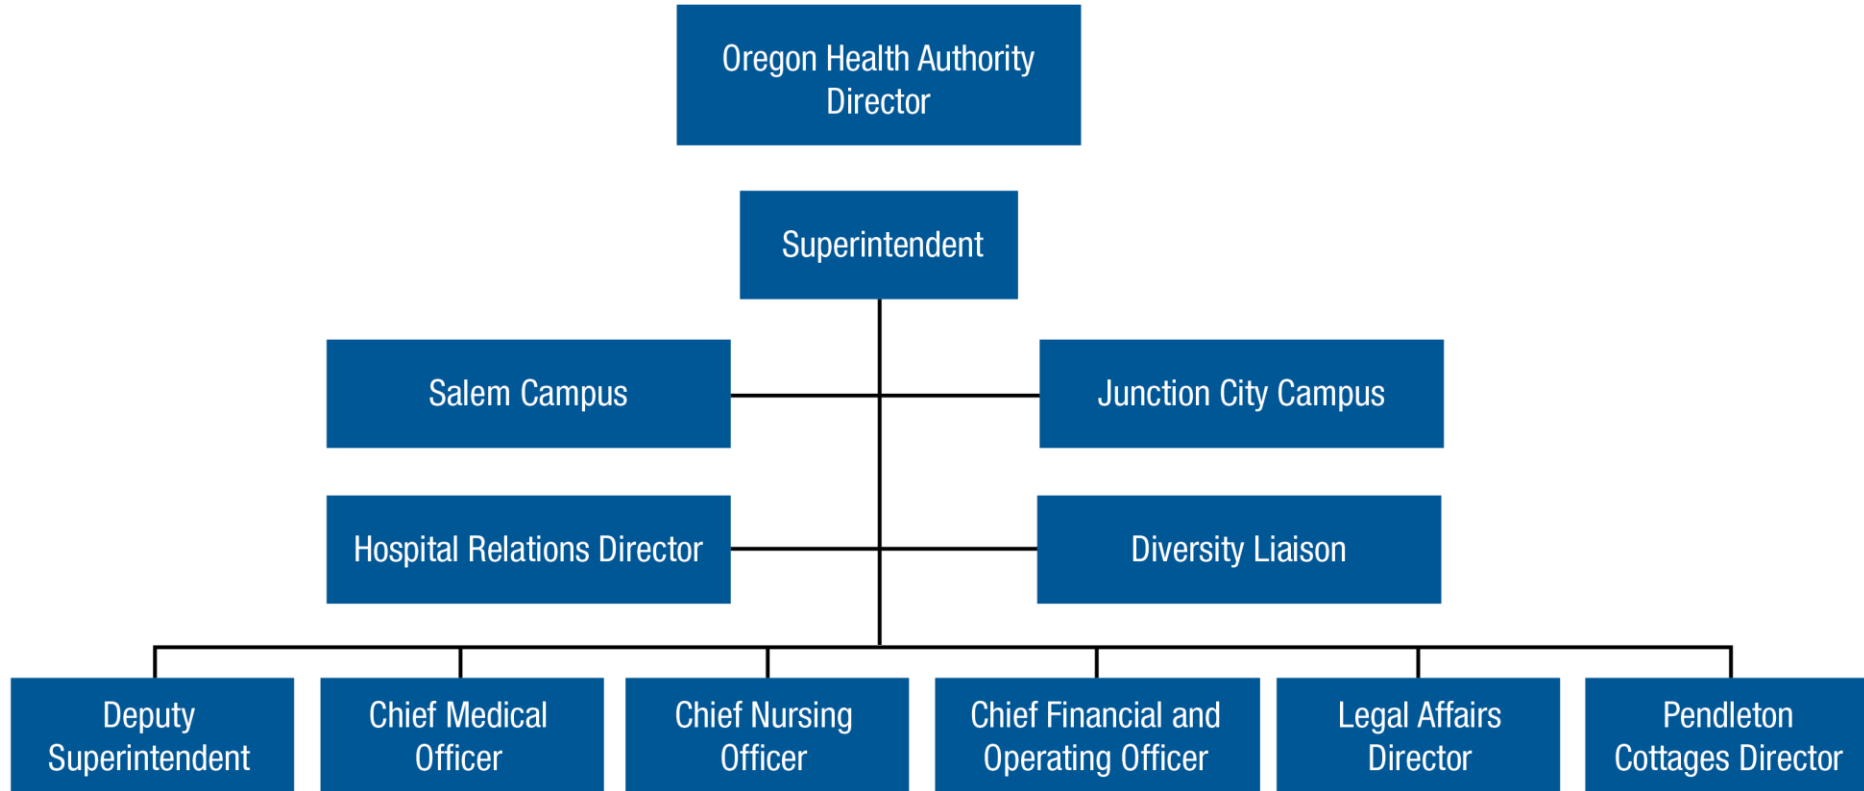 Oregon Health Authority
Director
Superintendent
Salem Campus
Junction City Campus
Hospital Relations Director
Diversity Liaison
Deputy
Superintendent
Chief Medical
Officer
Chief Nursing
Officer
Chief Financial and
Operating Officer
Legal Affairs
Director
Pendleton
Cottages Director